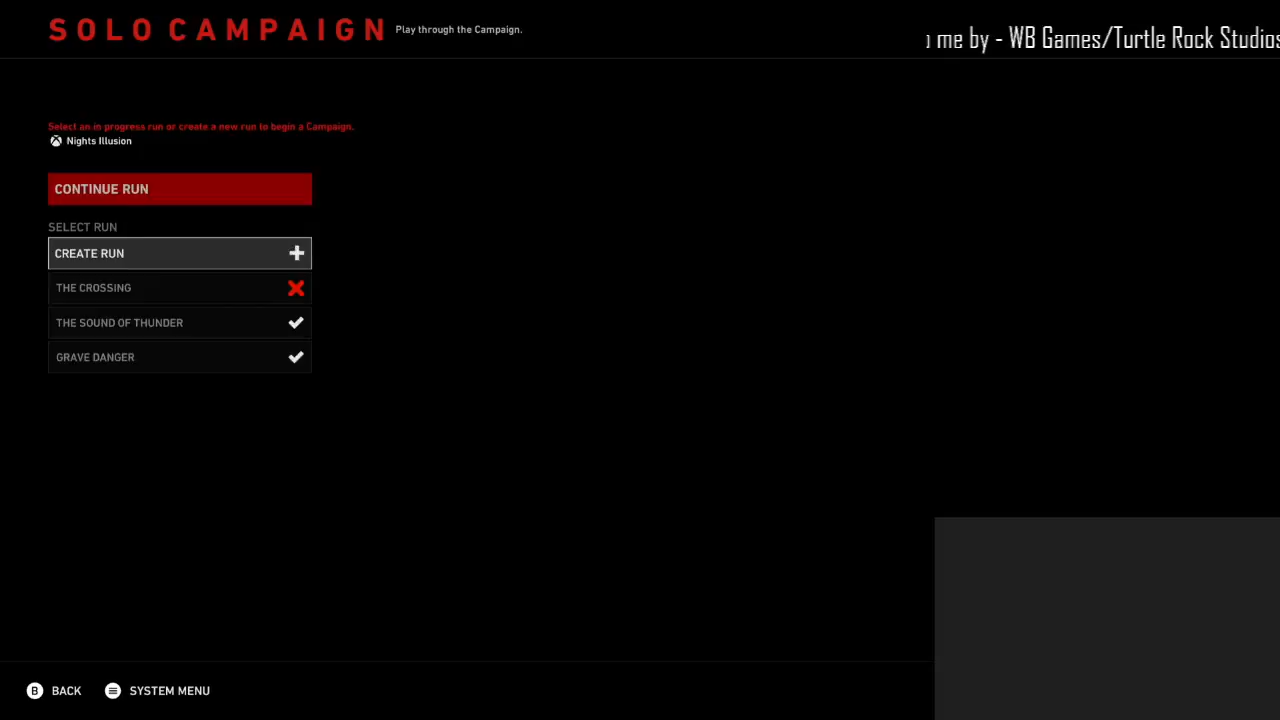 SOLO CAMPAIGN
Play through the Campaign.
me by - WB Games/Turtle Rock Studios
Select an in progress run or create a new run to begin a Campaign.
Nights Illusion
CONTINUE RUN
SELECT RUN
CREATE RUN
THE CROSSING
THE SOUND OF THUNDER
GRAVE DANGER
B BACK
SYSTEM MENU